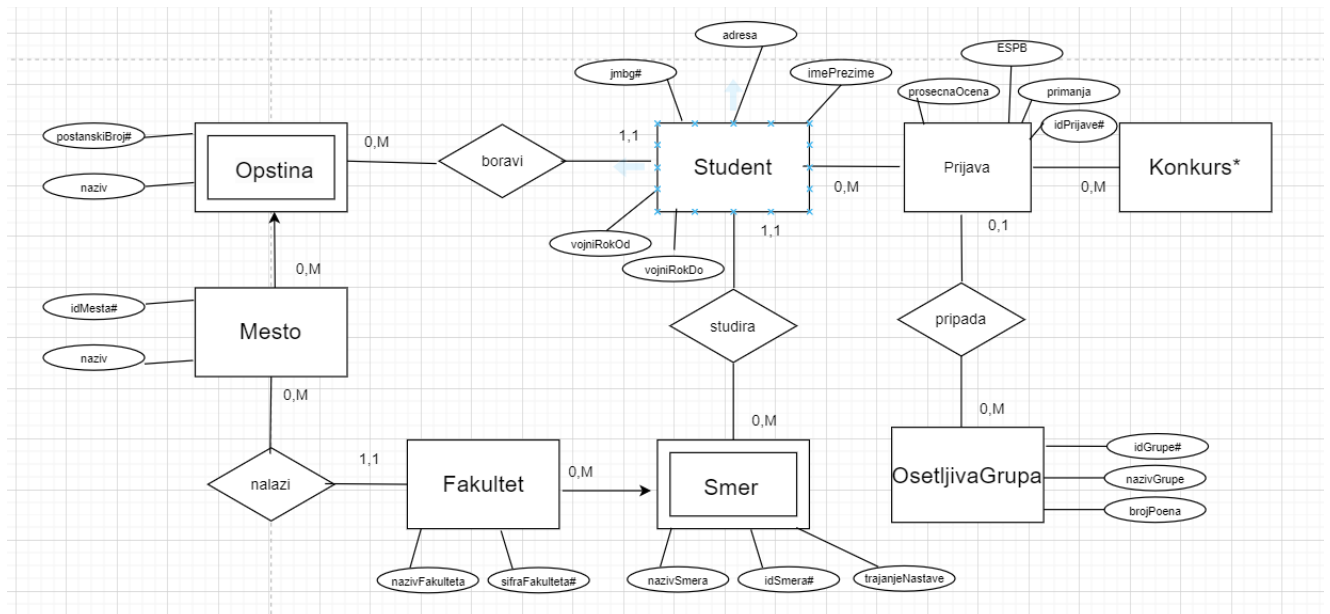 ESPB
adresa
jmbg#
imePrezime
prosecnaOcena
primanja
idPrijave#
postanskiBroj#
0,M
1,1
Opstina
boravi
Student
Prijava
Konkurs*
naziv
0,M
0,M
1,1
0,1
vojniRokOd
vojniRokDo
0,M
idMesta#
Mesto
studira
pripada
naziv
0,M
0,M
0,M
1,1
0,M
idGrupe#
nalazi
Fakultet
Smer
OsetljivaGrupa
nazivGrupe
brojPoena
nazivFakulteta
sifraFakulteta#
nazivSmera
idSmera#
trajanjeNastave